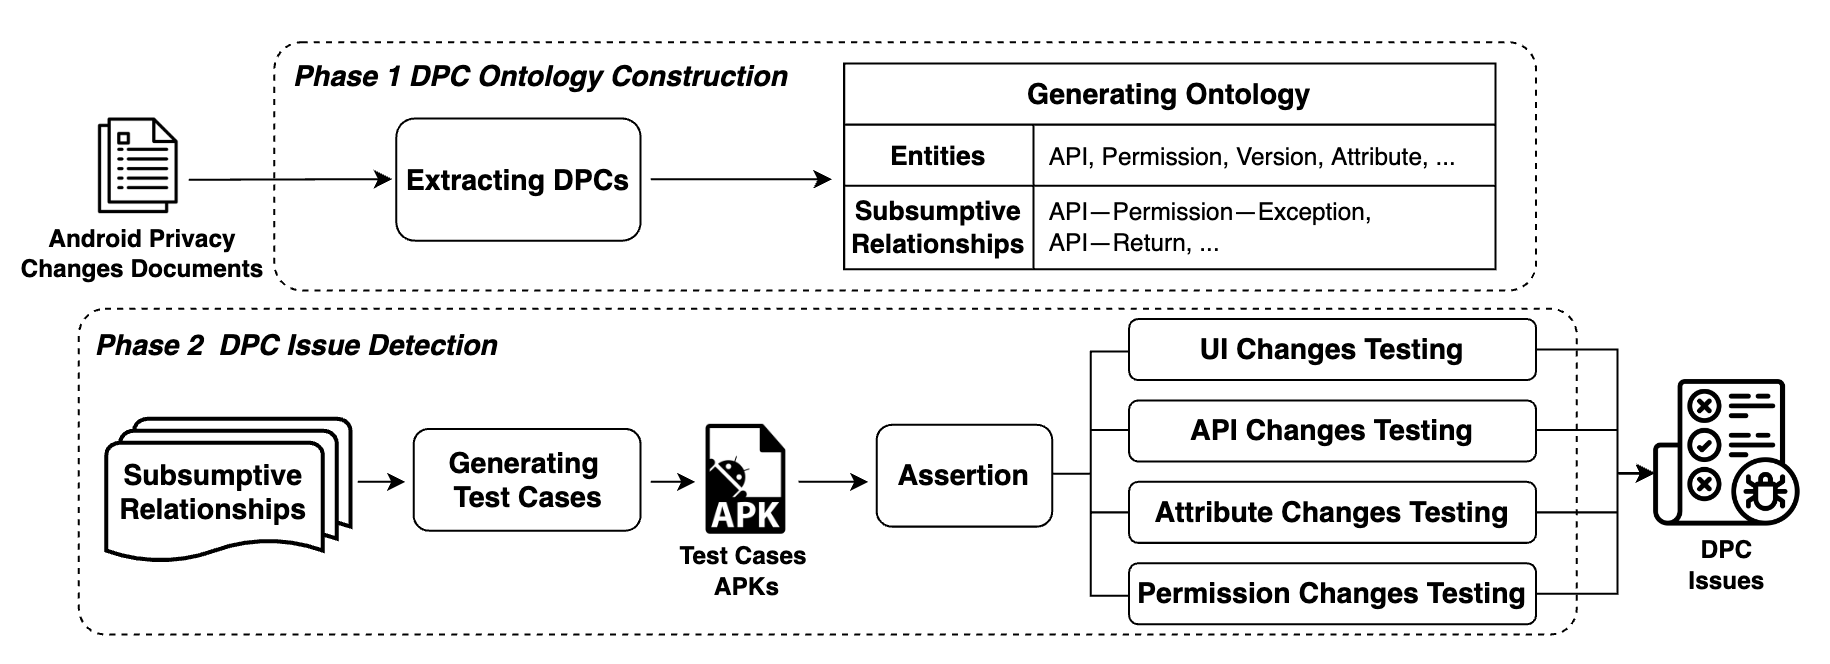 Phase 1 DPC Ontology Construction
Android Privacy
Changes Documents
Extracting DPCs
Generating Ontology
Entities
API, Permission, Version, Attribute, ...
Subsumptive
Relationships
API—Permission—Exception,
API—Return, ...
Phase 2 DPC Issue Detection
Subsumptive
Relationships
Generating
Test Cases
APK
Test Cases
APKs
Assertion
UI Changes Testing
API Changes Testing
Attribute Changes Testing
Permission Changes Testing
DPC
Issues